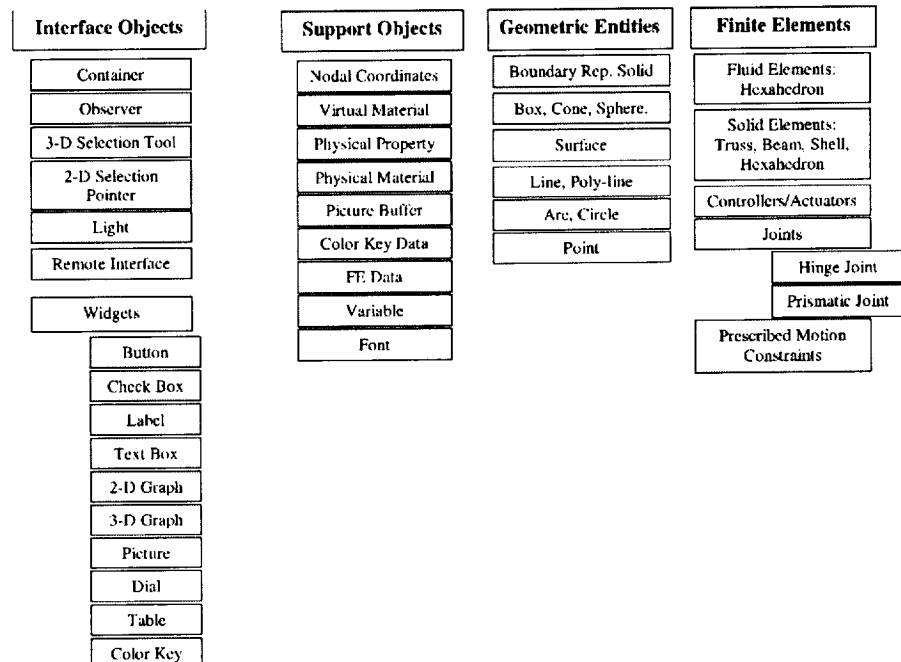 Interface Objects
Container
Observer
3-D Selection Tool
2-D Selection
Pointer
Light
Remote Interface
Widgets
Button
Check Box
Label
Text Box
2-D Graph
3-D Graph
Picture
Dial
Table
Color Key
Support Objects
Nodal Coordinates
Virtual Material
Physical Property
Physical Material
Picture Buffer
Color Key Data
FE Data
Variable
Font
Geometric Entities
Boundary Rep. Solid
Box, Cone, Sphere.
Surface
Line, Poly-line
Arc, Circle
Point
Finite Elements
Fluid Elements:
Hexahedron
Solid Elements:
Truss, Beam, Shell,
Hexahedron
Controllers/Actuators
Joints
Hinge Joint
Prismatic Joint
Prescribed Motion
Constraints